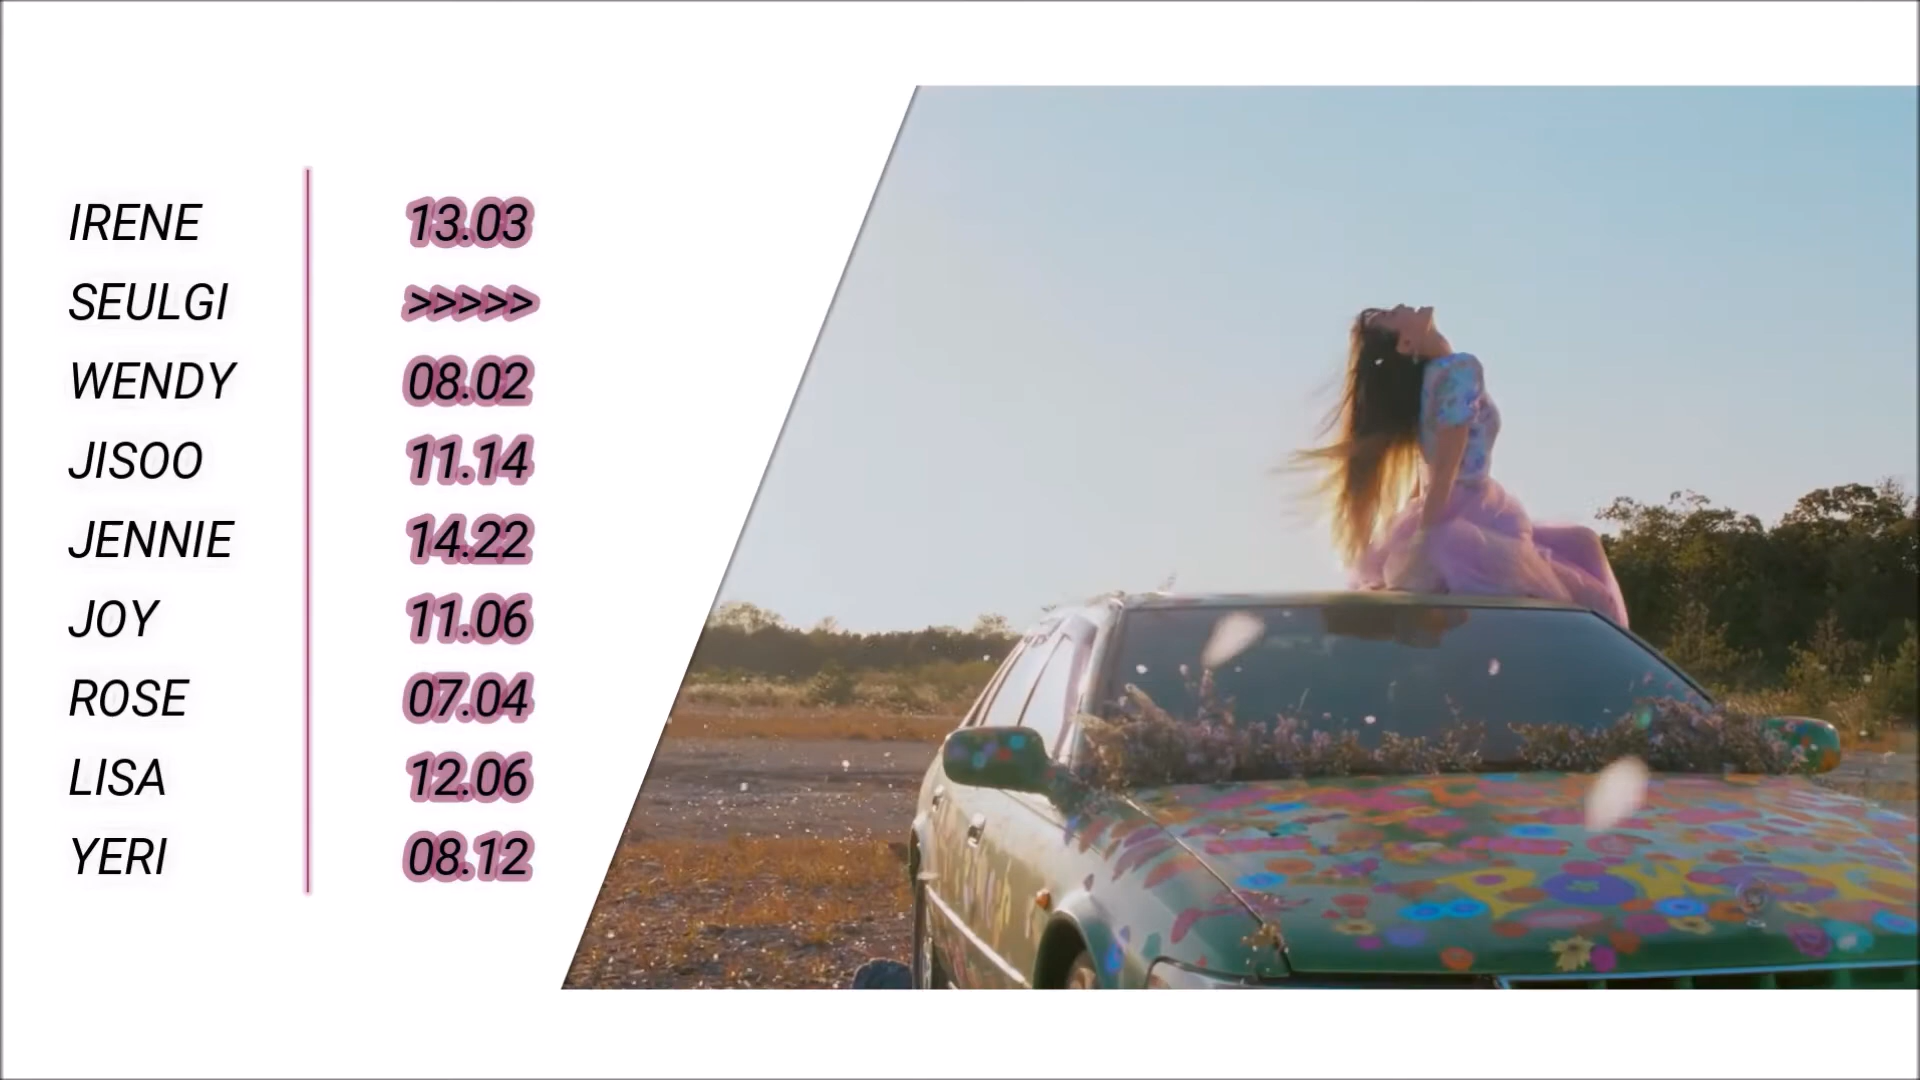 IRENE 13.03
SEULGI >>>>>
WENDY 08.02
JISOO 11.14
JENNIE 14.22
JOY 11.06
ROSE 07.04
LISA 12.06
YERI 08.12